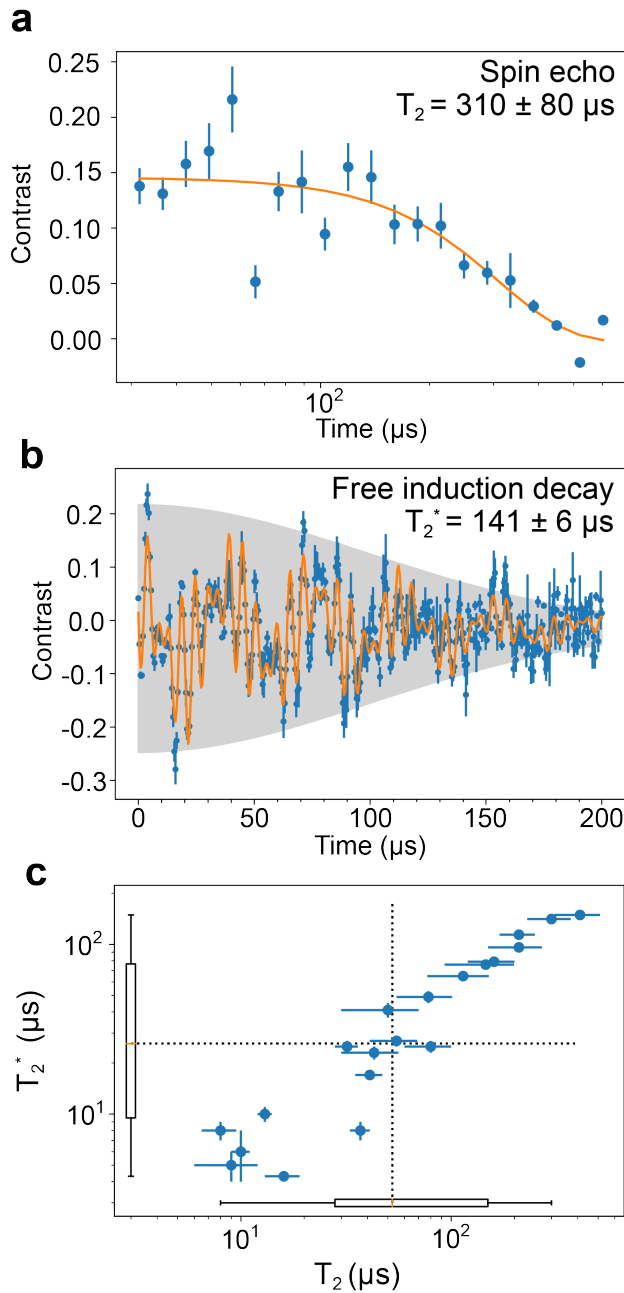 a
Spin echo
T₂ = 310 ± 80 µs
Contrast
0.25
0.20
0.15
0.10
0.05
0.00
10²
Time (µs)
b
Free induction decay
T₂* = 141 ± 6 µs
Contrast
0.2
0.1
0.0
-0.1
-0.2
-0.3
0 50 100 150 200
Time (µs)
c
T₂* (µs)
10²
10¹
10¹ 10²
T₂ (µs)